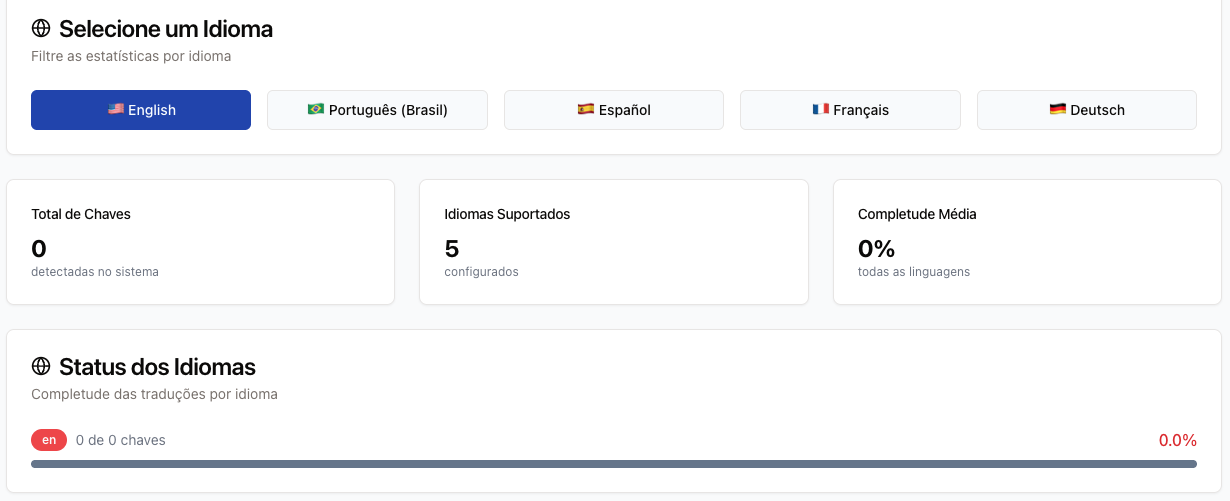 Selecione um Idioma
Filtre as estatísticas por idioma
English
Português (Brasil)
Español
Français
Deutsch
Total de Chaves
0
detectadas no sistema
Idiomas Suportados
5
configurados
Completude Média
0%
todas as linguagens
Status dos Idiomas
Completude das traduções por idioma
en 0 de 0 chaves 0.0%